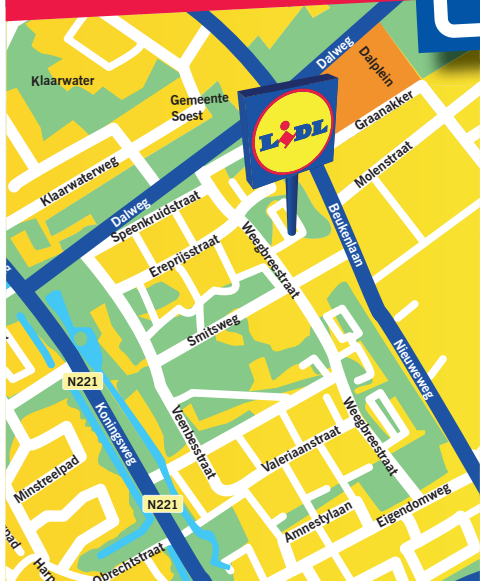 Dalweg
Dalplein
Klaarwater
Gemeente
Soest
Graanakker
LiDL
Klaarwaterweg
Molenstraat
Dalweg
Speenkruidstraat
Beukenlaan
Ereprijsstraat
Weegbreestraat
Smitsweg
Nieuweweg
N221
Koningsweg
Veenbesstraat
Weegbreestraat
Valeriaanstraat
Minstreelpad
N221
Amnestylaan
Eigendomweg
Obrechtstraat